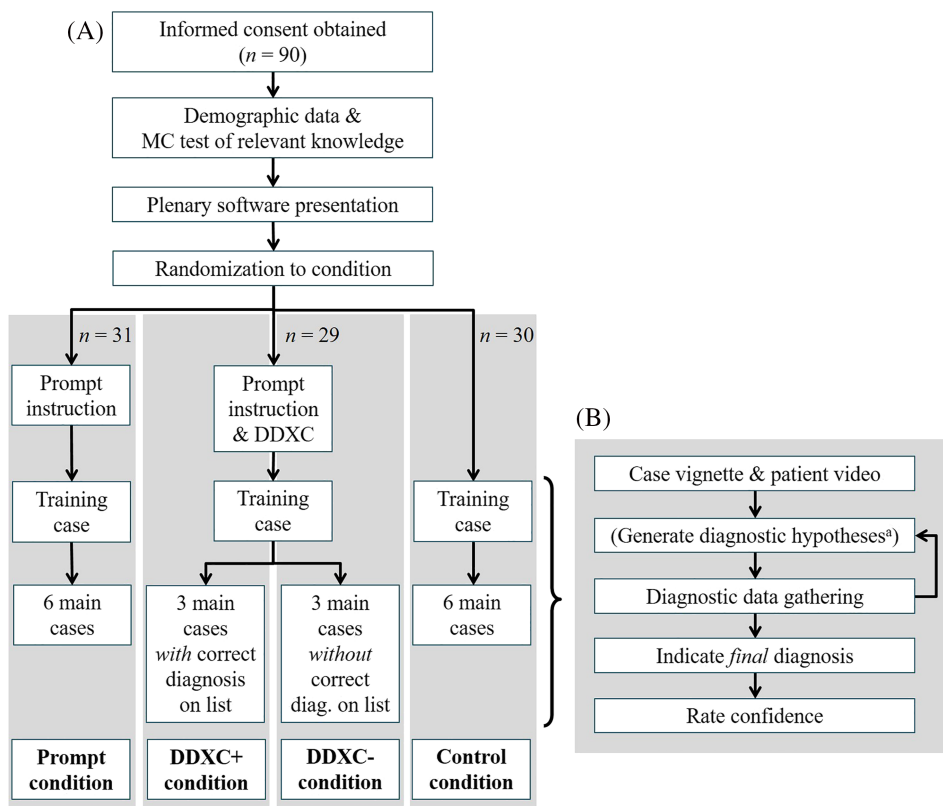 (A)
Informed consent obtained
(n = 90)
Demographic data &
MC test of relevant knowledge
Plenary software presentation
Randomization to condition
n = 31
Prompt
instruction
Training
case
6 main
cases
Prompt
condition
n = 29
Prompt
instruction
& DDXC
Training
case
3 main
cases
with correct
diagnosis
on list
DDXC+
condition
3 main
cases
without
correct
diag. on list
DDXC-
condition
n = 30
Training
case
6 main
cases
Control
condition
(B)
Case vignette & patient video
(Generate diagnostic hypothesesª)
Diagnostic data gathering
Indicate final diagnosis
Rate confidence